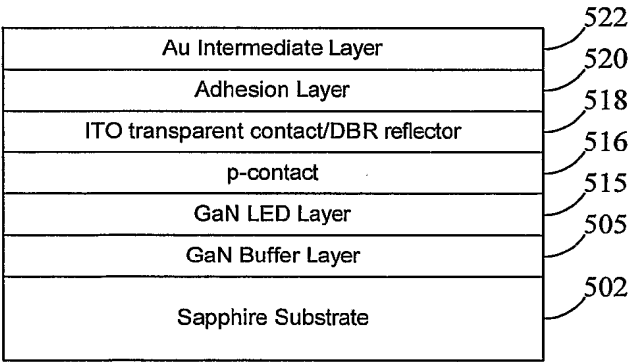 522
Au Intermediate Layer
520
Adhesion Layer
518
ITO transparent contact/DBR reflector
516
p-contact
515
GaN LED Layer
505
GaN Buffer Layer
502
Sapphire Substrate